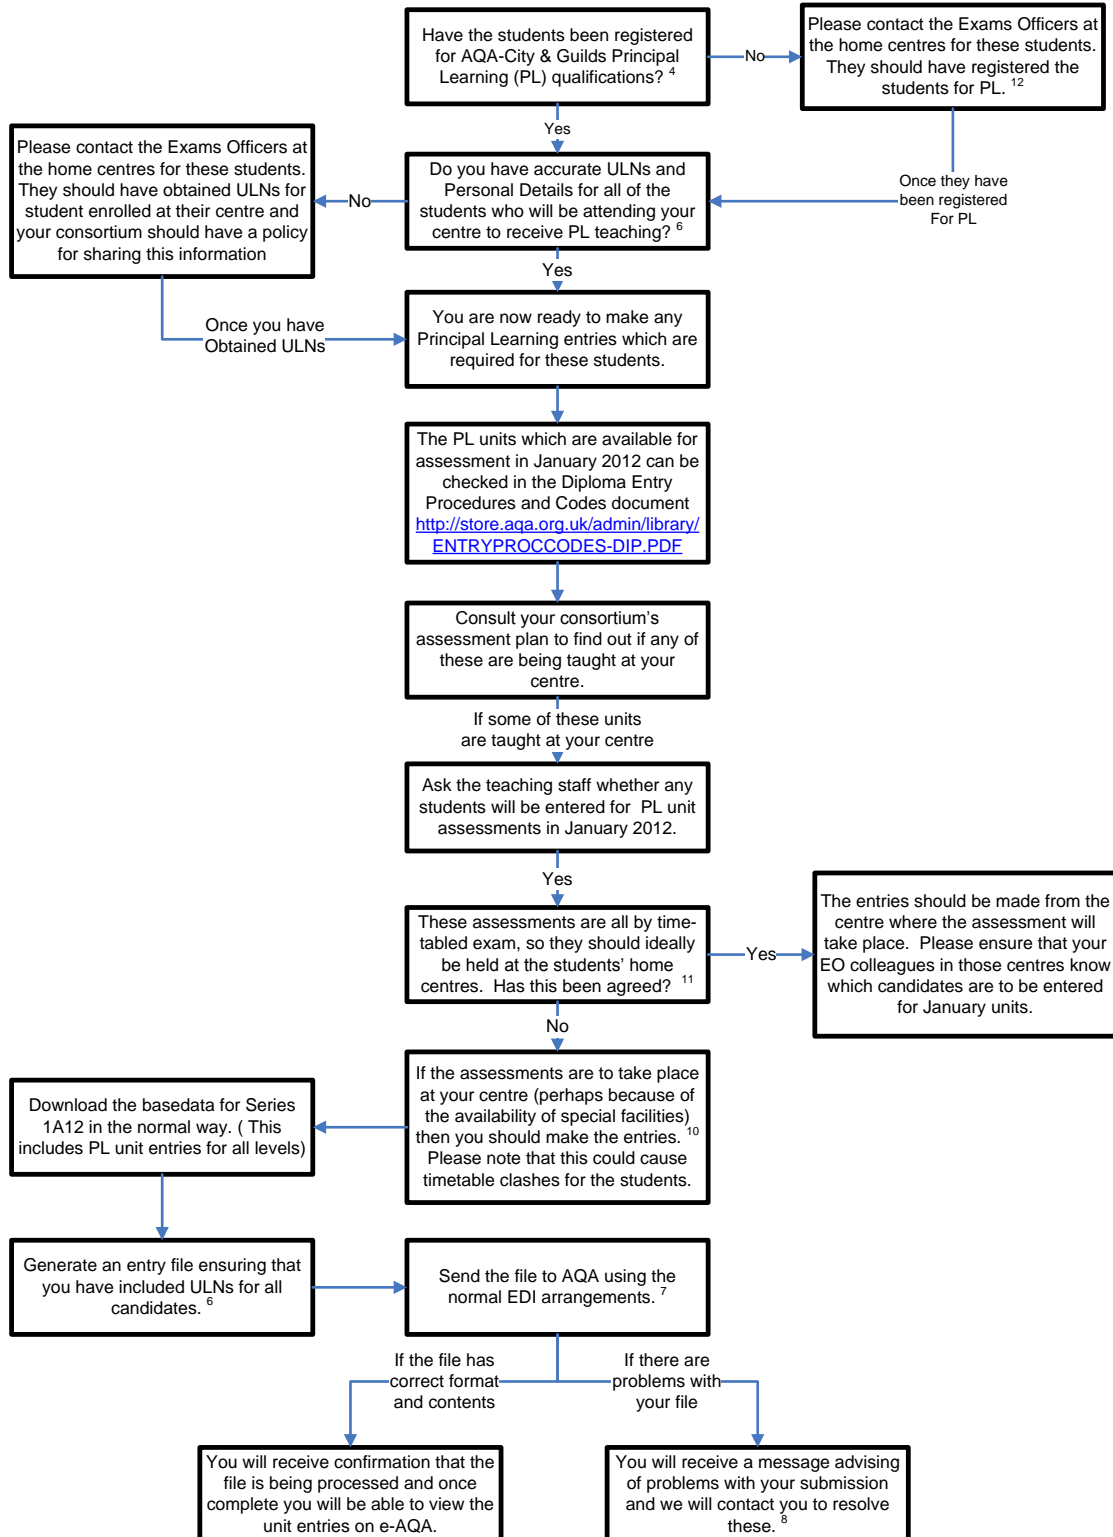 Have the students been registered
for AQA-City & Guilds Principal
Learning (PL) qualifications? 4
No
Please contact the Exams Officers at
the home centres for these students.
They should have registered the
students for PL. 12
Yes
Once they have
been registered
For PL
Please contact the Exams Officers at
the home centres for these students.
They should have obtained ULNs for
student enrolled at their centre and
your consortium should have a policy
for sharing this information
No
Do you have accurate ULNs and
Personal Details for all of the
students who will be attending your
centre to receive PL teaching? 6
Yes
Once you have
Obtained ULNs
You are now ready to make any
Principal Learning entries which are
required for these students.
The PL units which are available for
assessment in January 2012 can be
checked in the Diploma Entry
Procedures and Codes document
http://store.aqa.org.uk/admin/library/
ENTRYPROCCODES-DIP.PDF
Consult your consortium's
assessment plan to find out if any of
these are being taught at your
centre.
If some of these units
are taught at your centre
Ask the teaching staff whether any
students will be entered for  PL unit
assessments in January 2012.
Yes
These assessments are all by time-
tabled exam, so they should ideally
be held at the students' home
centres.  Has this been agreed? 11
Yes
The entries should be made from the
centre where the assessment will
take place.  Please ensure that your
EO colleagues in those centres know
which candidates are to be entered
for January units.
No
If the assessments are to take place
at your centre (perhaps because of
the availability of special facilities)
then you should make the entries. 10
Please note that this could cause
timetable clashes for the students.
Download the basedata for Series
1A12 in the normal way. ( This
includes PL unit entries for all levels)
Generate an entry file ensuring that
you have included ULNs for all
candidates. 6
Send the file to AQA using the
normal EDI arrangements. 7
If the file has
correct format
and contents
If there are
problems with
your file
You will receive confirmation that
the file is being processed and once
complete you will be able to view the
unit entries on e-AQA.
You will receive a message advising
of problems with your submission
and we will contact you to resolve
these. 8